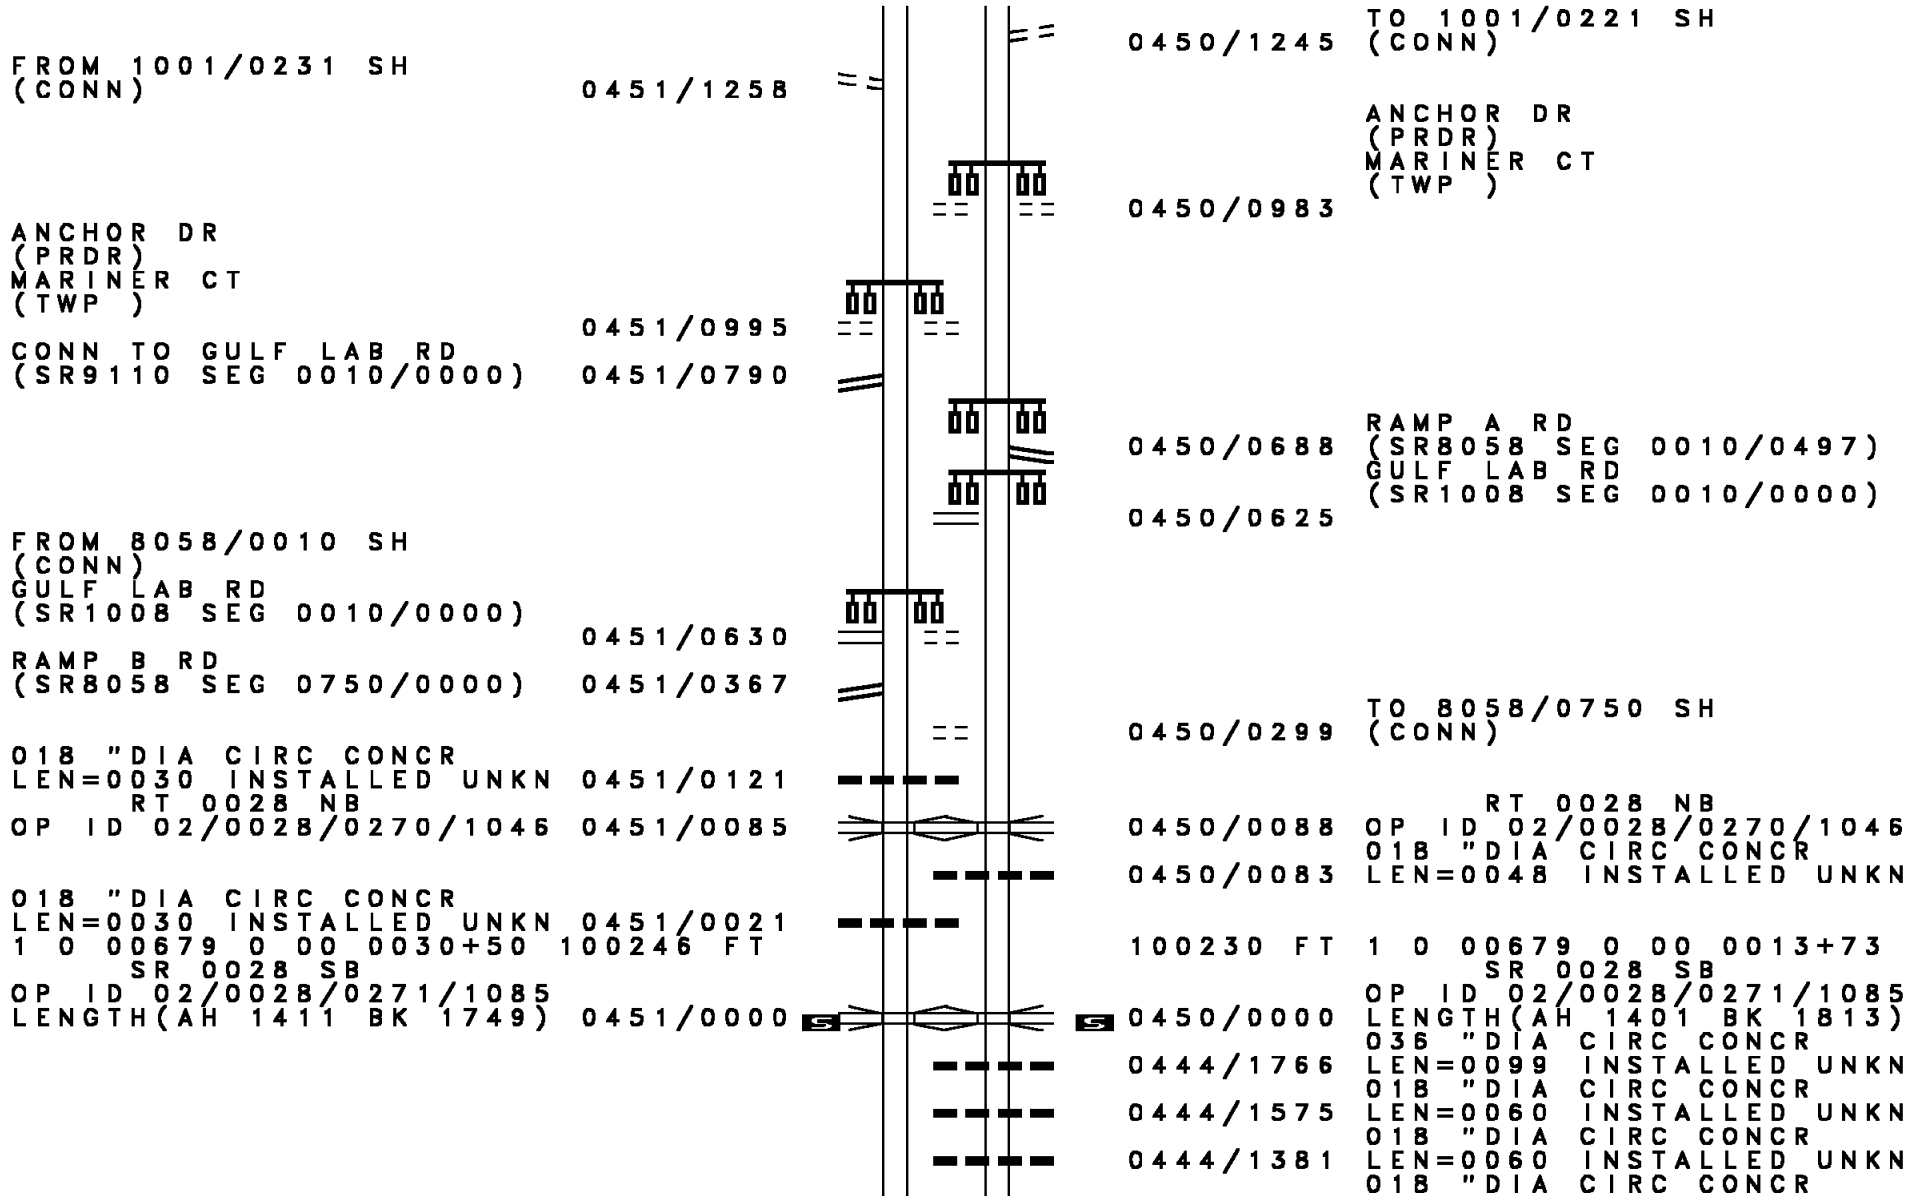 FROM 1001/0231 SH
(CONN) 0451/1258
ANCHOR DR
(PRDR)
MARINER CT
(TWP )
0451/0995
CONN TO GULF LAB RD
(SR9110 SEG 0010/0000) 0451/0790
FROM 8058/0010 SH
(CONN)
GULF LAB RD
(SR1008 SEG 0010/0000)
0451/0630
RAMP B RD
(SR8058 SEG 0750/0000) 0451/0367
018 "DIA CIRC CONCR
LEN=0030 INSTALLED UNKN 0451/0121
RT 0028 NB
OP ID 02/0028/0270/1046 0451/0085
018 "DIA CIRC CONCR
LEN=0030 INSTALLED UNKN 0451/0021
1 0 00679 0 00 0030+50 100246 FT
SR 0028 SB
OP ID 02/0028/0271/1085
LENGTH(AH 1411 BK 1749) 0451/0000 S
TO 1001/0221 SH
0450/1245 (CONN)
ANCHOR DR
(PRDR)
MARINER CT
(TWP )
0450/0983
RAMP A RD
0450/0688 (SR8058 SEG 0010/0497)
GULF LAB RD
(SR1008 SEG 0010/0000)
0450/0625
TO 8058/0750 SH
0450/0299 (CONN)
RT 0028 NB
0450/0088 OP ID 02/0028/0270/1046
018 "DIA CIRC CONCR
0450/0083 LEN=0048 INSTALLED UNKN
100230 FT 1 0 00679 0 00 0013+73
SR 0028 SB
OP ID 02/0028/0271/1085
S 0450/0000 LENGTH(AH 1401 BK 1813)
036 "DIA CIRC CONCR
0444/1766 LEN=0099 INSTALLED UNKN
018 "DIA CIRC CONCR
0444/1575 LEN=0060 INSTALLED UNKN
018 "DIA CIRC CONCR
0444/1381 LEN=0060 INSTALLED UNKN
018 "DIA CIRC CONCR